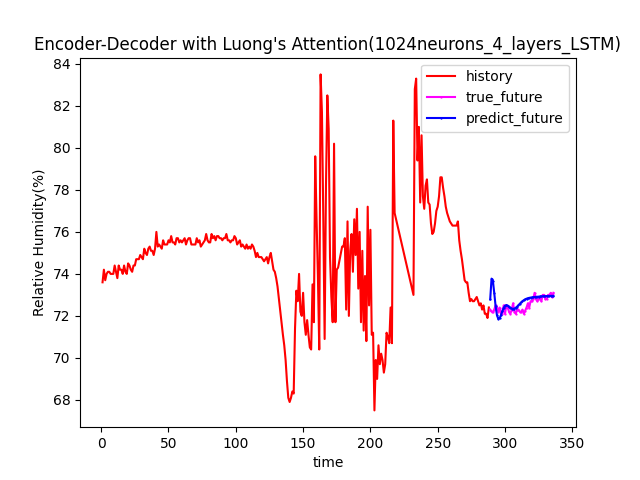 Encoder-Decoder with Luong's Attention(1024neurons_4_layers_LSTM)
84
82
80
78
76
74
72
70
68
Relative Humidity(%)
history
true_future
predict_future
0 50 100 150 200 250 300 350
time